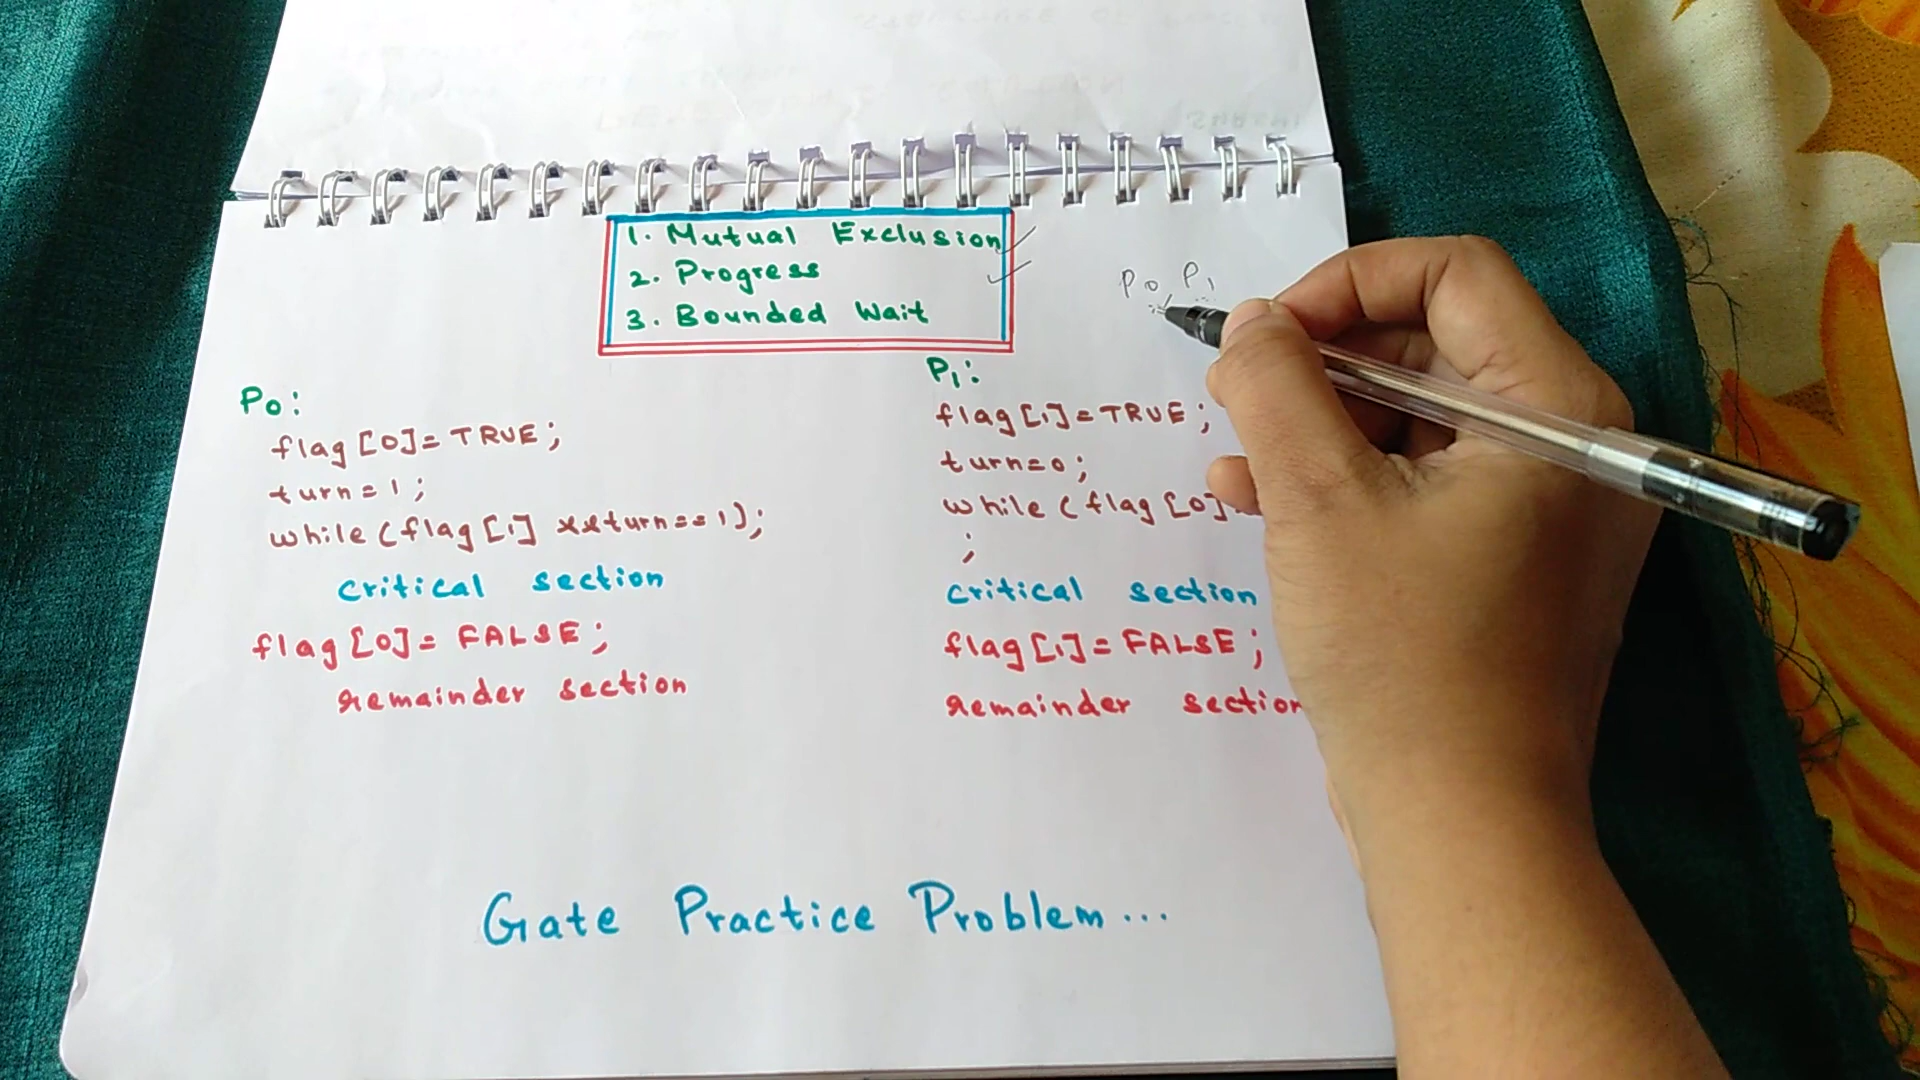 1. Mutual Exclusion
2. Progress
3. Bounded Wait
P0 P1
P0:
flag[0]= TRUE;
turn=1;
while(flag[1] &&turn==1);
critical section
flag[0]= FALSE;
remainder section
P1:
flag[1]=TRUE;
turn=0;
while(flag[0]
;
critical section
flag[1]=FALSE;
remainder section
Gate Practice Problem...